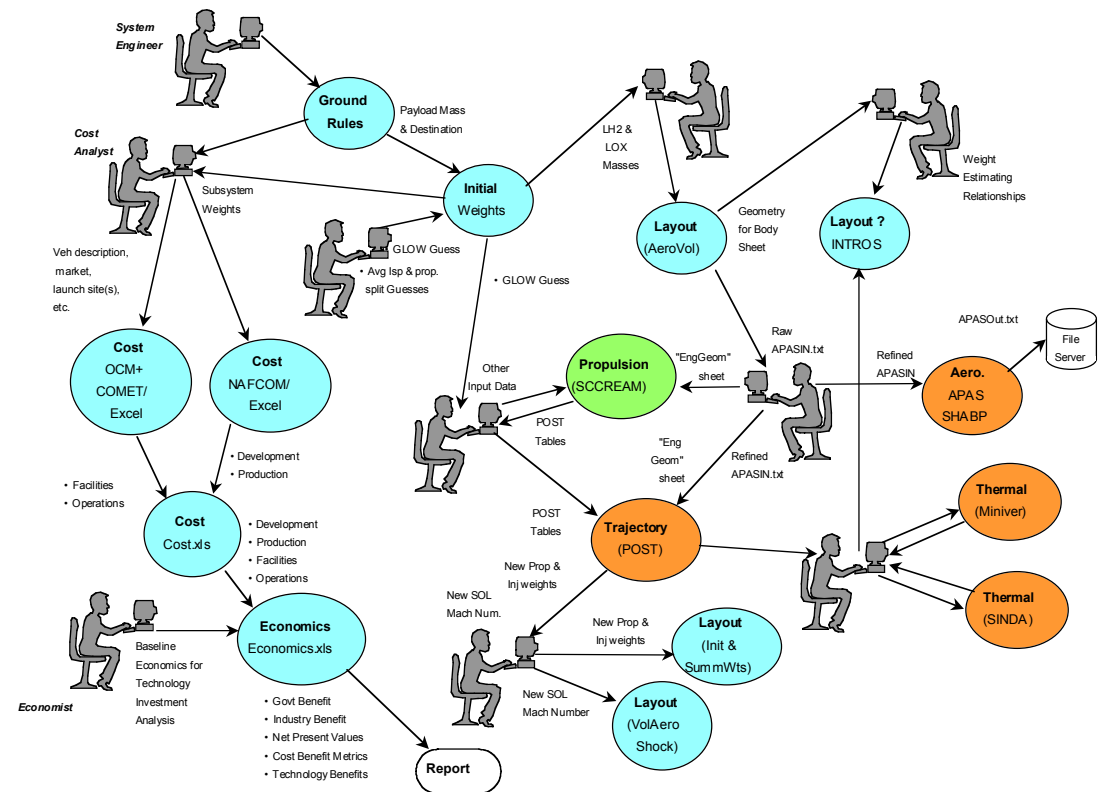 System
Engineer
Ground
Rules
Payload Mass
& Destination
Cost
Analyst
Subsystem
Weights
Initial
Weights
GLOW Guess
• Avg Isp & prop.
split Guesses
• GLOW Guess
LH2 &
LOX
Masses
Layout
(AeroVol)
Geometry
for Body
Sheet
Weight
Estimating
Relationships
Layout ?
INTROS
Veh description,
market,
launch site(s),
etc.
Cost
OCM+
COMET/
Excel
Cost
NAFCOM/
Excel
Other
Input Data
Propulsion
(SCCREAM)
"EngGeom"
sheet
Raw
APASIN.txt
Refined
APASIN
APASOut.txt
File
Server
Aero.
APAS
SHABP
POST
Tables
"Eng
Geom"
sheet
Refined
APASIN.txt
• Development
• Production
• Facilities
• Operations
Cost
Cost.xls
• Development
• Production
• Facilities
• Operations
POST
Tables
Trajectory
(POST)
Thermal
(Miniver)
Thermal
(SINDA)
New Prop &
Inj weights
New SOL
Mach Num.
New Prop &
Inj weights
Layout
(Init &
SummWts)
New SOL
Mach Number
Layout
(VolAero
Shock)
Economics
Economics.xls
Baseline
Economics for
Technology
Investment
Analysis
Economist
• Govt Benefit
• Industry Benefit
• Net Present Values
• Cost Benefit Metrics
• Technology Benefits
Report